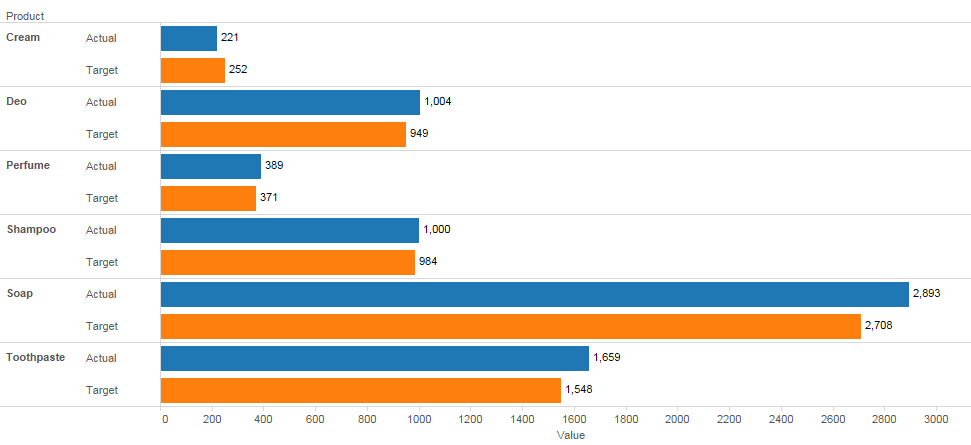 Product
Cream Actual 221
Target 252
Deo Actual 1,004
Target 949
Perfume Actual 389
Target 371
Shampoo Actual 1,000
Target 984
Soap Actual 2,893
Target 2,708
Toothpaste Actual 1,659
Target 1,548
0 200 400 600 800 1000 1200 1400 1600 1800 2000 2200 2400 2600 2800 3000
Value